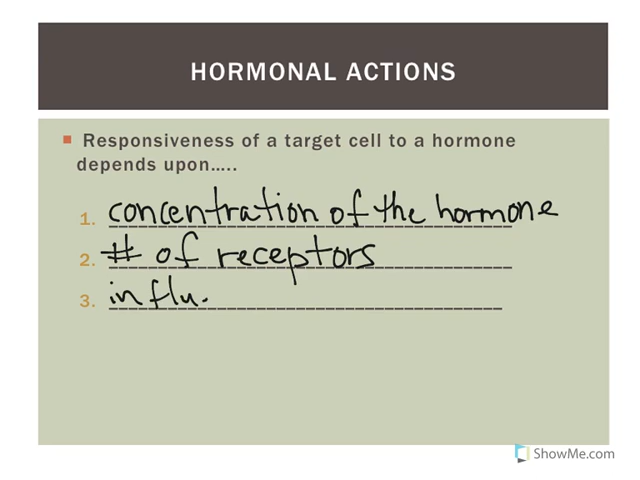 HORMONAL ACTIONS
Responsiveness of a target cell to a hormone
depends upon.....
1. concentration of the hormone
2. # of receptors
3. influ.
ShowMe.com